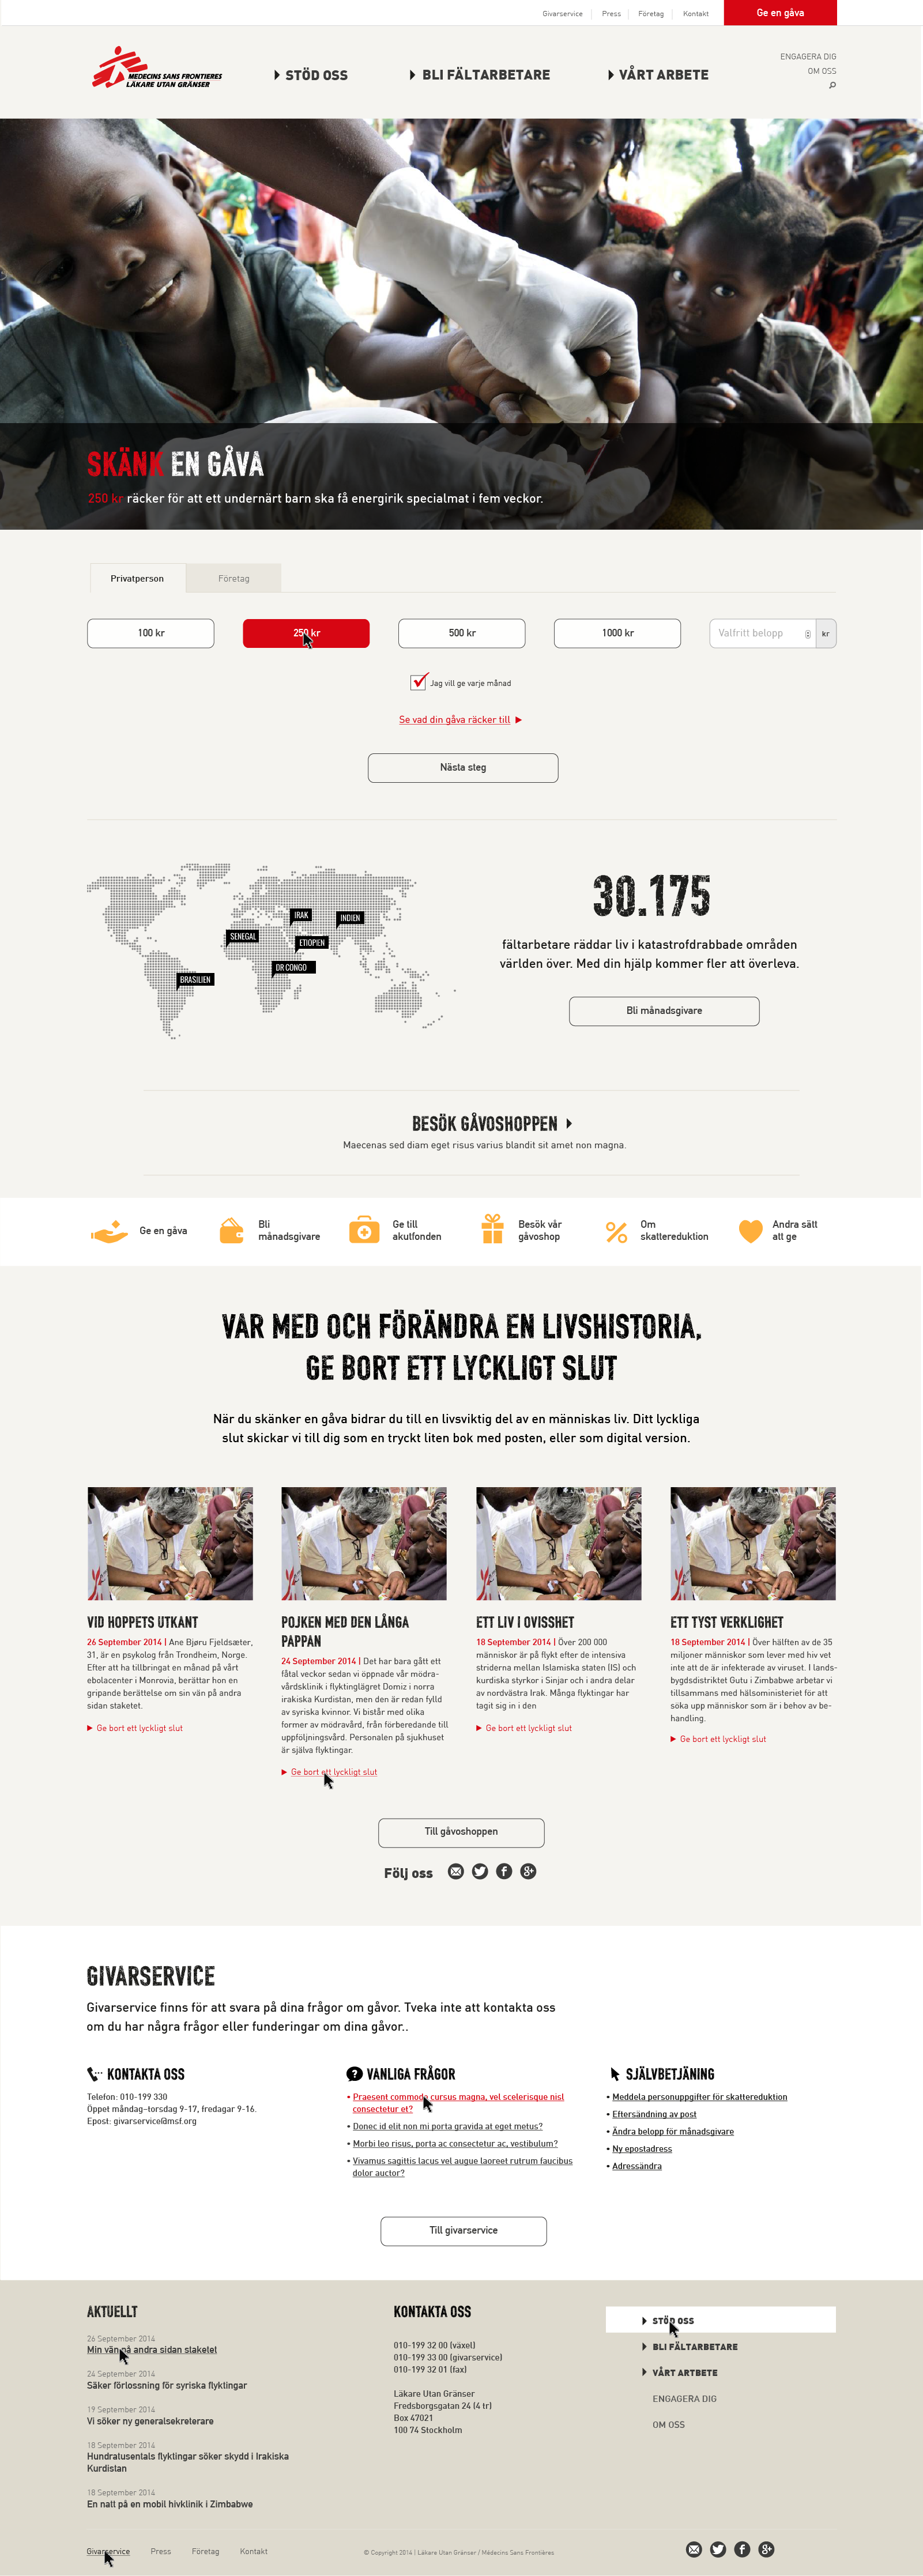 Givarservice
Press
Företag
Kontakt
Ge en gåva
MEDECINS SANS FRONTIERES
LÄKARE UTAN GRÄNSER
STÖD OSS
BLI FÄLTARBETARE
VÅRT ARBETE
ENGAGERA DIG
OM OSS
SKÄNK EN GÅVA
250 kr räcker för att ett undernärt barn ska få energirik specialmat i fem veckor.
Privatperson
Företag
100 kr
250 kr
500 kr
1000 kr
Valfritt belopp
kr
Jag vill ge varje månad
Se vad din gåva räcker till
Nästa steg
IRAK
INDIEN
SENEGAL
ETIOPIEN
DR CONGO
BRASILIEN
30.175
fältarbetare räddar liv i katastrofdrabbade områden
världen över. Med din hjälp kommer fler att överleva.
Bli månadsgivare
BESÖK GÅVOSHOPPEN
Maecenas sed diam eget risus varius blandit sit amet non magna.
Ge en gåva
Bli
månadsgivare
Ge till
akutfonden
Besök vår
gåvoshop
Om
skattereduktion
Andra sätt
att ge
VAR MED OCH FÖRÄNDRA EN LIVSHISTORIA,
GE BORT ETT LYCKLIGT SLUT
När du skänker en gåva bidrar du till en livsviktig del av en människas liv. Ditt lyckliga
slut skickar vi till dig som en tryckt liten bok med posten, eller som digital version.
VID HOPPETS UTKANT
26 September 2014 | Ane Bjøru Fjeldsæter,
31, är en psykolog från Trondheim, Norge.
Efter att ha tillbringat en månad på vårt
ebolacenter i Monrovia, berättar hon en
gripande berättelse om sin vän på andra
sidan staketet.
Ge bort ett lyckligt slut
POJKEN MED DEN LÅNGA
PAPPAN
24 September 2014 | Det har bara gått ett
fåtal veckor sedan vi öppnade vår mödra-
vårdsklinik i flyktinglägret Domiz i norra
irakiska Kurdistan, men den är redan fylld
av syriska kvinnor. Vi bistår med olika
former av mödravård, från förberedande till
uppföljningsvård. Personalen på sjukhuset
är själva flyktingar.
Ge bort ett lyckligt slut
ETT LIV I OVISSHET
18 September 2014 | Över 200 000
människor är på flykt efter de intensiva
striderna mellan Islamiska staten (IS) och
kurdiska styrkor i Sinjar och i andra delar
av nordvästra Irak. Många flyktingar har
tagit sig in i den
Ge bort ett lyckligt slut
ETT TYST VERKLIGHET
18 September 2014 | Över hälften av de 35
miljoner människor som lever med hiv vet
inte att de är infekterade av viruset. I lands-
bygdsdistriktet Gutu i Zimbabwe arbetar vi
tillsammans med hälsoministeriet för att
söka upp människor som är i behov av be-
handling.
Ge bort ett lyckligt slut
Till gåvoshoppen
Följ oss
GIVARSERVICE
Givarservice finns för att svara på dina frågor om gåvor. Tveka inte att kontakta oss
om du har några frågor eller funderingar om dina gåvor..
KONTAKTA OSS
Telefon: 010-199 330
Öppet måndag–torsdag 9-17, fredagar 9-16.
Epost: givarservice@msf.org
VANLIGA FRÅGOR
• Praesent commodo cursus magna, vel scelerisque nisl
consectetur et?
• Donec id elit non mi porta gravida at eget metus?
• Morbi leo risus, porta ac consectetur ac, vestibulum?
• Vivamus sagittis lacus vel augue laoreet rutrum faucibus
dolor auctor?
SJÄLVBETJÄNING
• Meddela personuppgifter för skattereduktion
• Eftersändning av post
• Ändra belopp för månadsgivare
• Ny epostadress
• Adressändra
Till givarservice
AKTUELLT
26 September 2014
Min vän på andra sidan staketet
24 September 2014
Säker förlossning för syriska flyktingar
19 September 2014
Vi söker ny generalsekreterare
18 September 2014
Hundratusentals flyktingar söker skydd i Irakiska
Kurdistan
18 September 2014
En natt på en mobil hivklinik i Zimbabwe
KONTAKTA OSS
010-199 32 00 (växel)
010-199 33 00 (givarservice)
010-199 32 01 (fax)
Läkare Utan Gränser
Fredsborgsgatan 24 (4 tr)
Box 47021
100 74 Stockholm
STÖD OSS
BLI FÄLTARBETARE
VÅRT ARTBETE
ENGAGERA DIG
OM OSS
Givarservice
Press
Företag
Kontakt
© Copyright 2014 | Läkare Utan Gränser / Médecins Sans Frontières